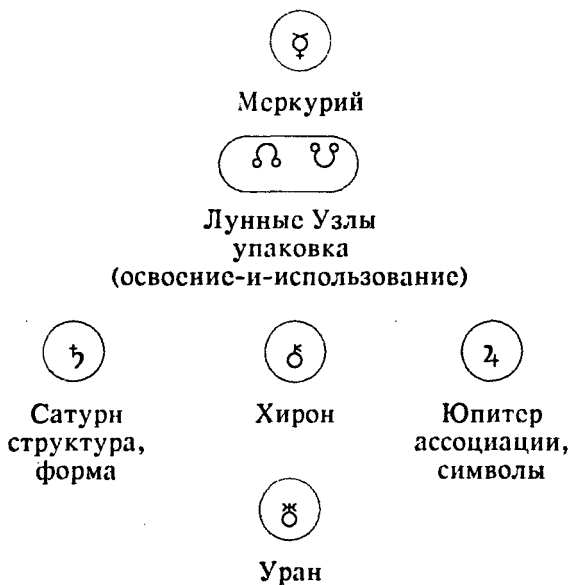 ☿
Меркурий
☊ ☋
Лунные Узлы
упаковка
(освоение-и-использование)
♄ ⚷ ♃
Сатурн Хирон Юпитер
структура, ассоциации,
форма символы
♅
Уран